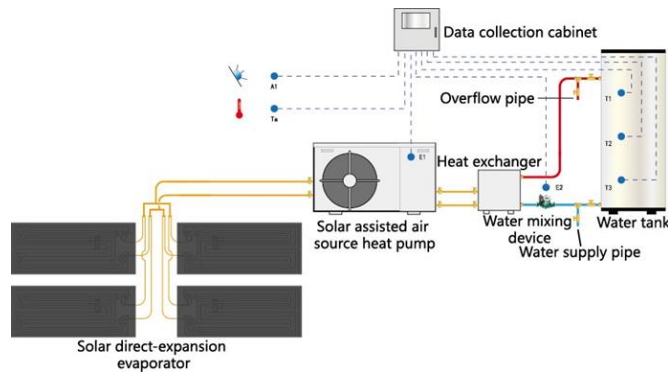 Data collection cabinet
A1
Ta
Overflow pipe
T1
E1
Heat exchanger
T2
E2
T3
Solar assisted air
source heat pump
Water mixing
device
Water tank
Water supply pipe
Solar direct-expansion
evaporator